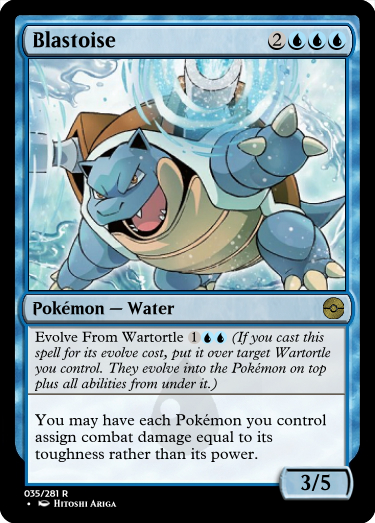 Blastoise 2
Pokémon — Water
Evolve From Wartortle 1 (If you cast
this spell for its evolve cost, put it over target Wartortle
you control. They evolve into the Pokémon on top
plus all abilities from under it.)
You may have each Pokémon you control
assign combat damage equal to its
toughness rather than its power.
3/5
035/281 R
• Hitoshi Ariga